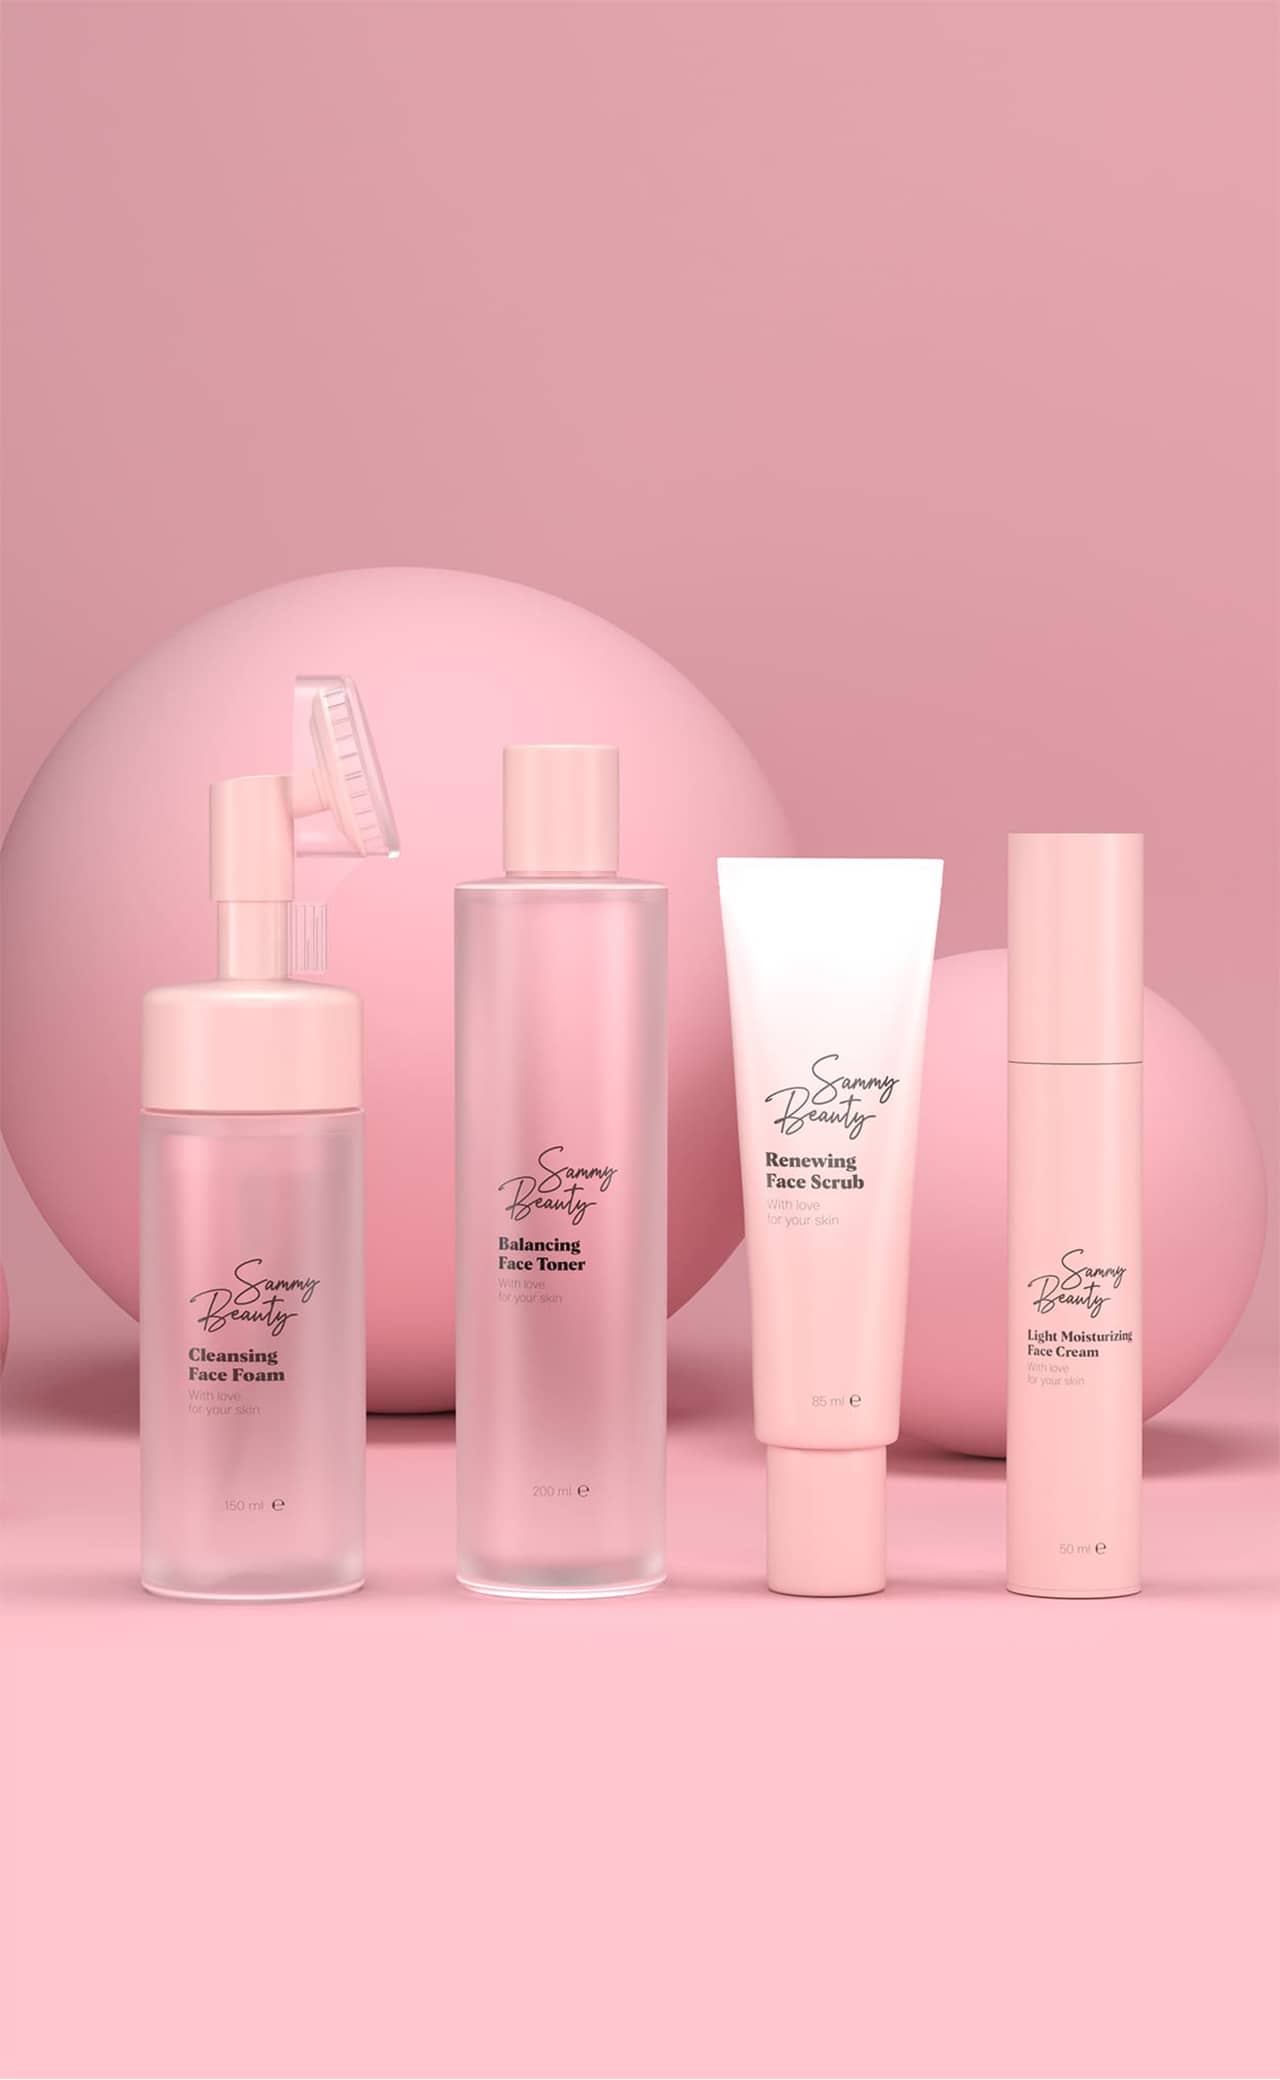 Sammy
Beauty
Cleansing
Face Foam
With love
for your skin
150 ml ℮
Sammy
Beauty
Balancing
Face Toner
With love
for your skin
200 ml ℮
Sammy
Beauty
Renewing
Face Scrub
With love
for your skin
85 ml ℮
Sammy
Beauty
Light Moisturizing
Face Cream
With love
for your skin
50 ml ℮